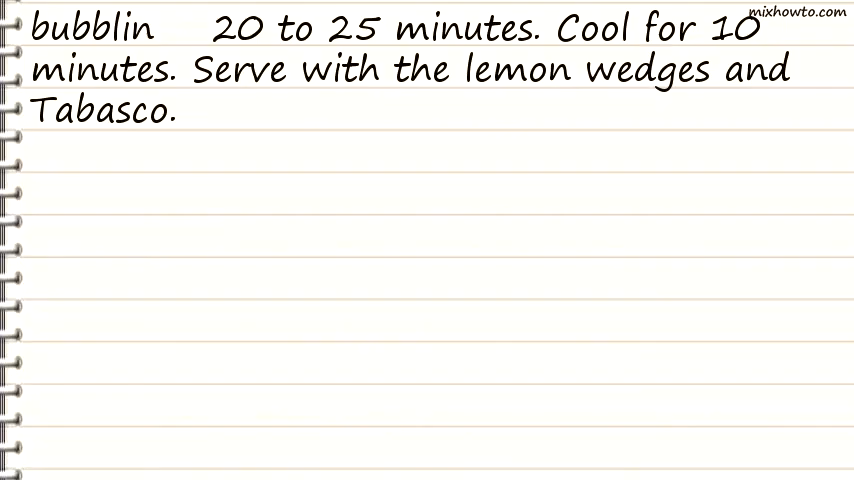 mixhowto.com
bubblin 20 to 25 minutes. Cool for 10
minutes. Serve with the lemon wedges and
Tabasco.